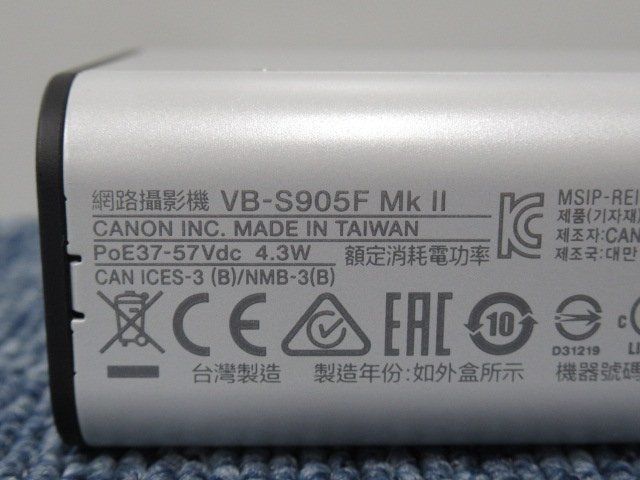 網路攝影機 VB-S905F Mk II
CANON INC. MADE IN TAIWAN
PoE37-57Vdc 4.3W 額定消耗電功率
CAN ICES-3 (B)/NMB-3(B)
MSIP-REI
제품(기자재
제조자:CAN
제조국:대만
CE EAC 10
D31219
c
LI
台灣製造 製造年份:如外盒所示 機器號碼